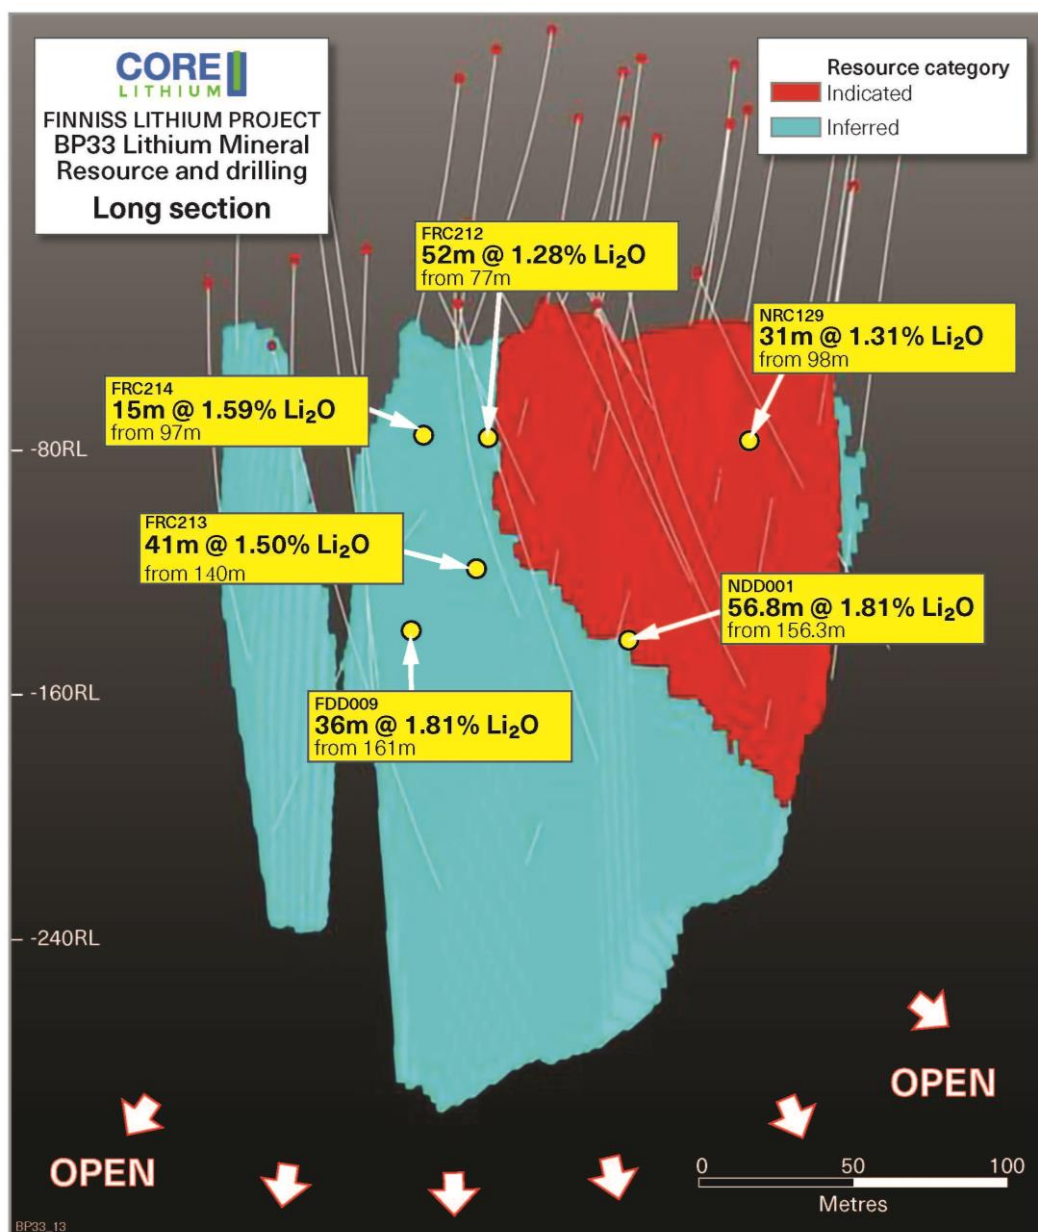 CORE
LITHIUM
FINNISS LITHIUM PROJECT
BP33 Lithium Mineral
Resource and drilling
Long section
Resource category
Indicated
Inferred
FRC212
52m @ 1.28% Li₂O
from 77m
NRC129
31m @ 1.31% Li₂O
from 98m
FRC214
15m @ 1.59% Li₂O
from 97m
-80RL
FRC213
41m @ 1.50% Li₂O
from 140m
NDD001
56.8m @ 1.81% Li₂O
from 156.3m
-160RL
FDD009
36m @ 1.81% Li₂O
from 161m
-240RL
OPEN
OPEN
0 50 100
Metres
BP33_13